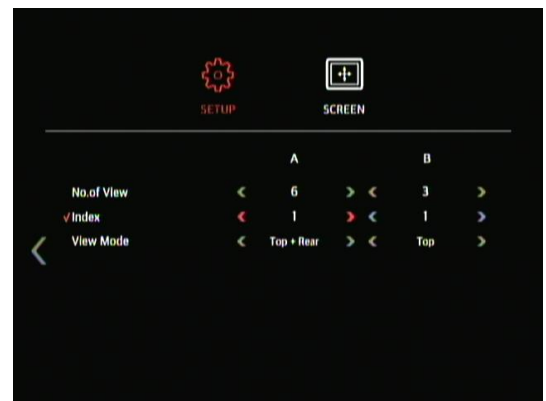 SETUP SCREEN
A B
No.of View 6 3
√Index 1 1
View Mode Top + Rear Top